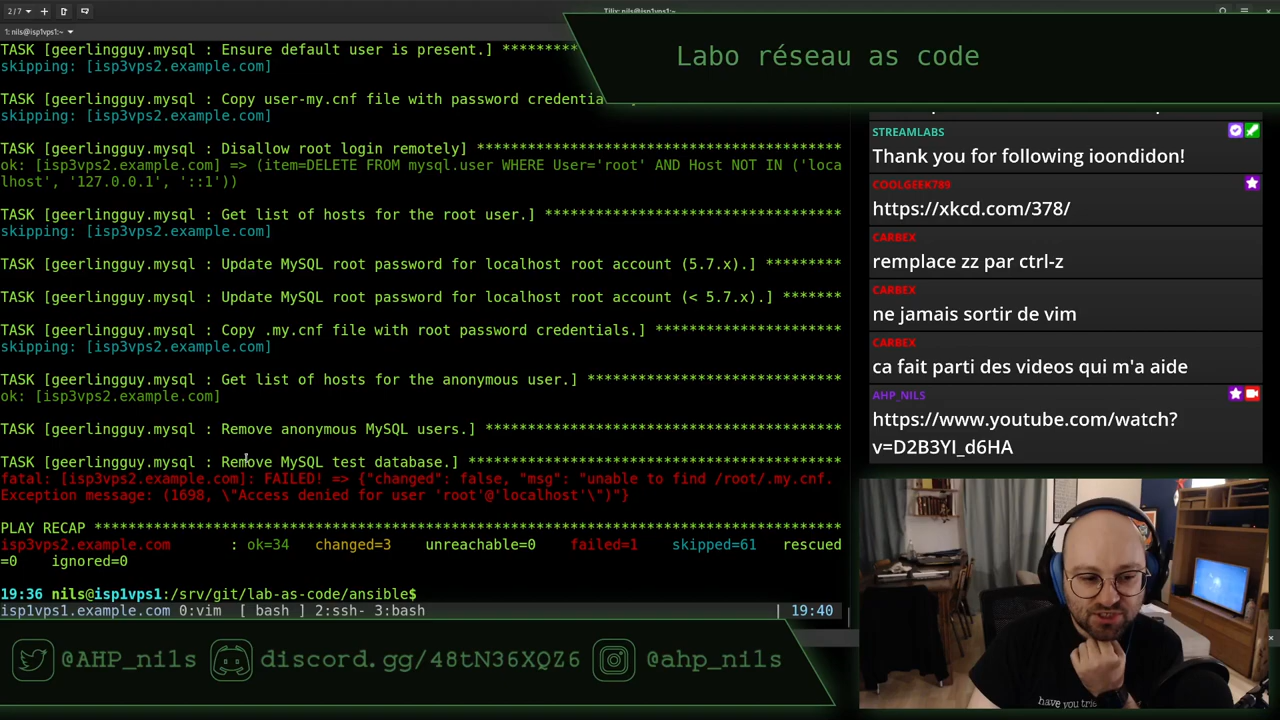 2/7
Tilix: nils@isp1vps1:~
1: nils@isp1vps1:~
TASK [geerlingguy.mysql : Ensure default user is present.] **********
skipping: [isp3vps2.example.com]
TASK [geerlingguy.mysql : Copy user-my.cnf file with password credentia
skipping: [isp3vps2.example.com]
TASK [geerlingguy.mysql : Disallow root login remotely] ********************************************
ok: [isp3vps2.example.com] => (item=DELETE FROM mysql.user WHERE User='root' AND Host NOT IN ('loca
lhost', '127.0.0.1', '::1'))
TASK [geerlingguy.mysql : Get list of hosts for the root user.] ***********************************
skipping: [isp3vps2.example.com]
TASK [geerlingguy.mysql : Update MySQL root password for localhost root account (5.7.x).] *********
TASK [geerlingguy.mysql : Update MySQL root password for localhost root account (< 5.7.x).] *******
TASK [geerlingguy.mysql : Copy .my.cnf file with root password credentials.] **********************
skipping: [isp3vps2.example.com]
TASK [geerlingguy.mysql : Get list of hosts for the anonymous user.] ******************************
ok: [isp3vps2.example.com]
TASK [geerlingguy.mysql : Remove anonymous MySQL users.] ******************************************
TASK [geerlingguy.mysql : Remove MySQL test database.] ********************************************
fatal: [isp3vps2.example.com]: FAILED! => {"changed": false, "msg": "unable to find /root/.my.cnf.
Exception message: (1698, \"Access denied for user 'root'@'localhost'\")"}
PLAY RECAP ****************************************************************************************
isp3vps2.example.com : ok=34 changed=3 unreachable=0 failed=1 skipped=61 rescued
=0 ignored=0
19:36 nils@isp1vps1:/srv/git/lab-as-code/ansible$
isp1vps1.example.com 0:vim [ bash ] 2:ssh- 3:bash | 19:40
Labo réseau as code
STREAMLABS
Thank you for following ioondidon!
COOLGEEK789
https://xkcd.com/378/
CARBEX
remplace zz par ctrl-z
CARBEX
ne jamais sortir de vim
CARBEX
ca fait parti des videos qui m'a aide
AHP_NILS
https://www.youtube.com/watch?
v=D2B3YI_d6HA
have you trie
@AHP_nils discord.gg/48tN36XQZ6 @ahp_nils